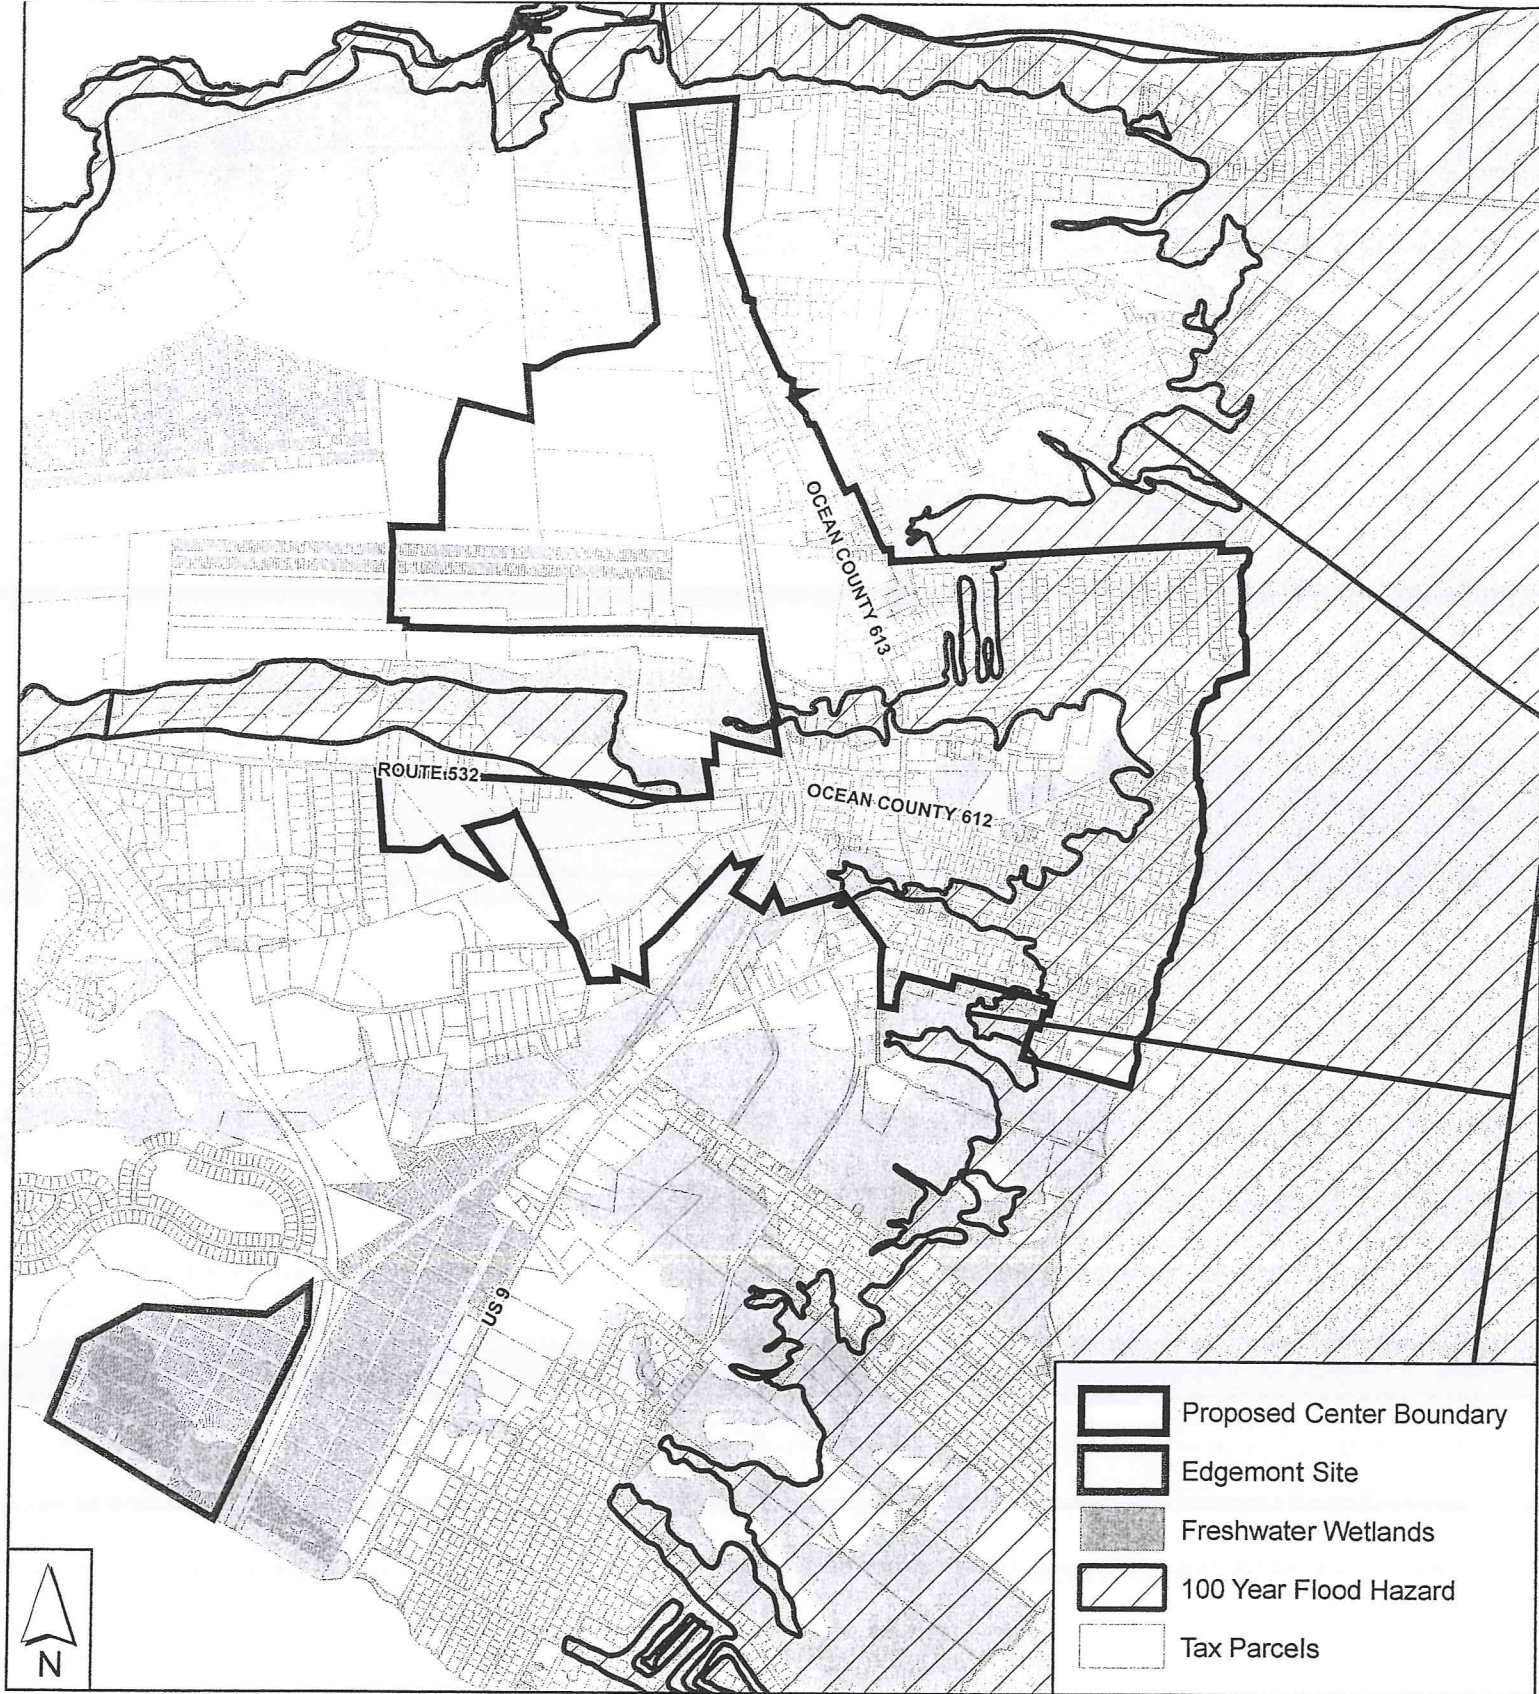 OCEAN COUNTY 613
ROUTE 532
OCEAN COUNTY 612
US 9
Proposed Center Boundary
Edgemont Site
Freshwater Wetlands
100 Year Flood Hazard
Tax Parcels
N